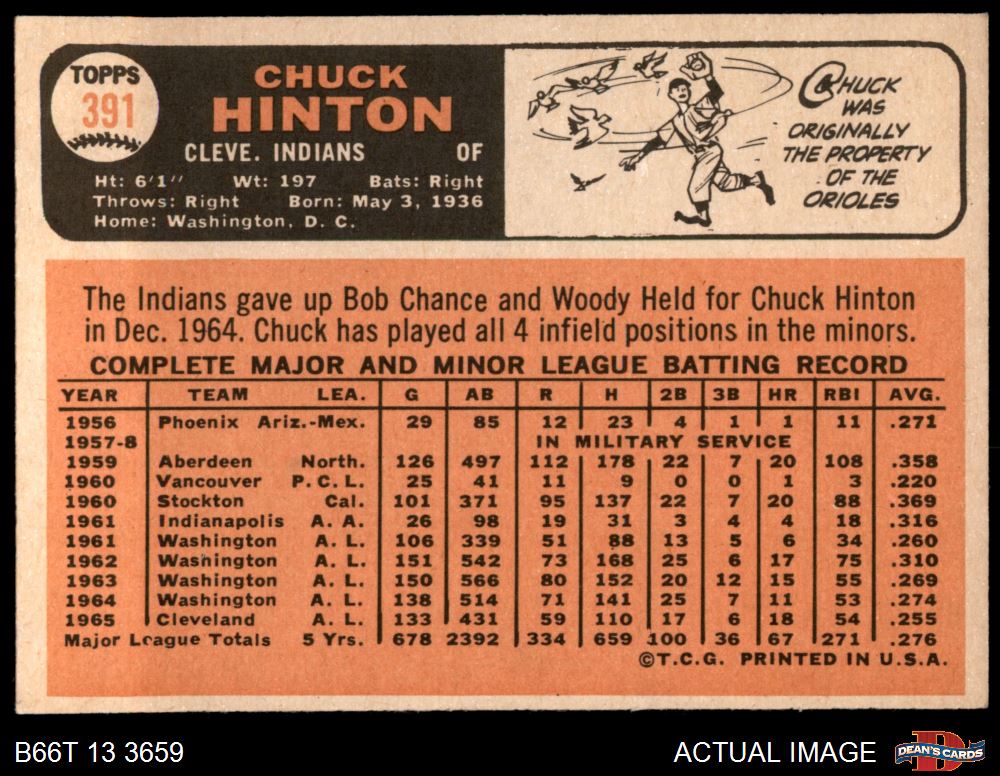 TOPPS
391
CHUCK
HINTON
CLEVE. INDIANS OF
Ht: 6'1" Wt: 197 Bats: Right
Throws: Right Born: May 3, 1936
Home: Washington, D. C.
CHUCK
WAS
ORIGINALLY
THE PROPERTY
OF THE
ORIOLES
The Indians gave up Bob Chance and Woody Held for Chuck Hinton
in Dec. 1964. Chuck has played all 4 infield positions in the minors.
COMPLETE MAJOR AND MINOR LEAGUE BATTING RECORD
YEAR TEAM LEA. G AB R H 2B 3B HR RBI AVG.
1956 Phoenix Ariz.-Mex. 29 85 12 23 4 1 1 11 .271
1957-8 IN MILITARY SERVICE
1959 Aberdeen North. 126 497 112 178 22 7 20 108 .358
1960 Vancouver P.C.L. 25 41 11 9 0 0 1 3 .220
1960 Stockton Cal. 101 371 95 137 22 7 20 88 .369
1961 Indianapolis A. A. 26 98 19 31 3 4 4 18 .316
1961 Washington A. L. 106 339 51 88 13 5 6 34 .260
1962 Washington A. L. 151 542 73 168 25 6 17 75 .310
1963 Washington A. L. 150 566 80 152 20 12 15 55 .269
1964 Washington A. L. 138 514 71 141 25 7 11 53 .274
1965 Cleveland A. L. 133 431 59 110 17 6 18 54 .255
Major League Totals 5 Yrs. 678 2392 334 659 100 36 67 271 .276
©T.C.G. PRINTED IN U.S.A.
B66T 13 3659 ACTUAL IMAGE DEAN'S CARDS